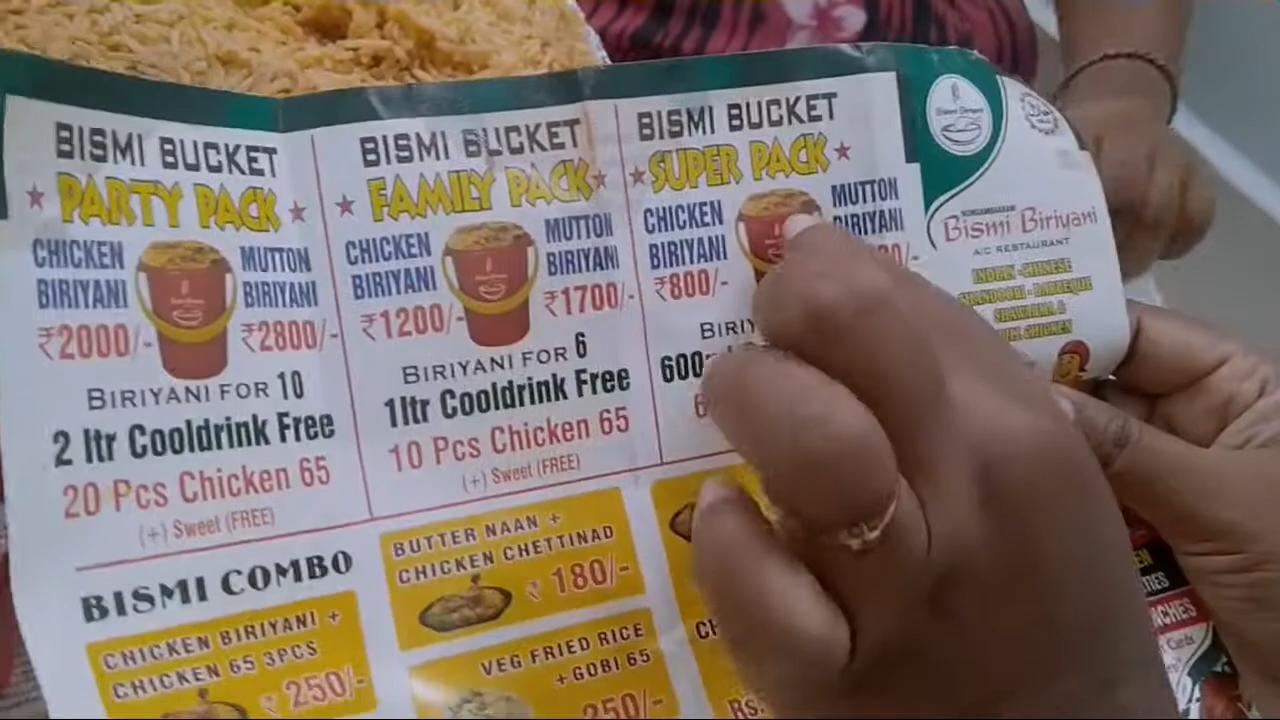 BISMI BUCKET
PARTY PACK
CHICKEN
BIRIYANI
₹2000/-
MUTTON
BIRIYANI
₹2800/-
BIRIYANI FOR 10
2 ltr Cooldrink Free
20 Pcs Chicken 65
(+) Sweet (FREE)
BISMI BUCKET
FAMILY PACK
CHICKEN
BIRIYANI
₹1200/-
MUTTON
BIRIYANI
₹1700/-
BIRIYANI FOR 6
1ltr Cooldrink Free
10 Pcs Chicken 65
(+) Sweet (FREE)
BISMI BUCKET
SUPER PACK
CHICKEN
BIRIYANI
₹800/-
MUTTON
BIRIYANI
600
Bismi Biriyani
A/C RESTAURANT
INDIAN - CHINESE
TANDOORI - BARBEQUE
SHAWARMA &
CHICKEN
BISMI COMBO
CHICKEN BIRIYANI +
CHICKEN 65 3PCS
₹ 250/-
BUTTER NAAN +
CHICKEN CHETTINAD
₹ 180/-
VEG FRIED RICE
+ GOBI 65
250/-
Rs.